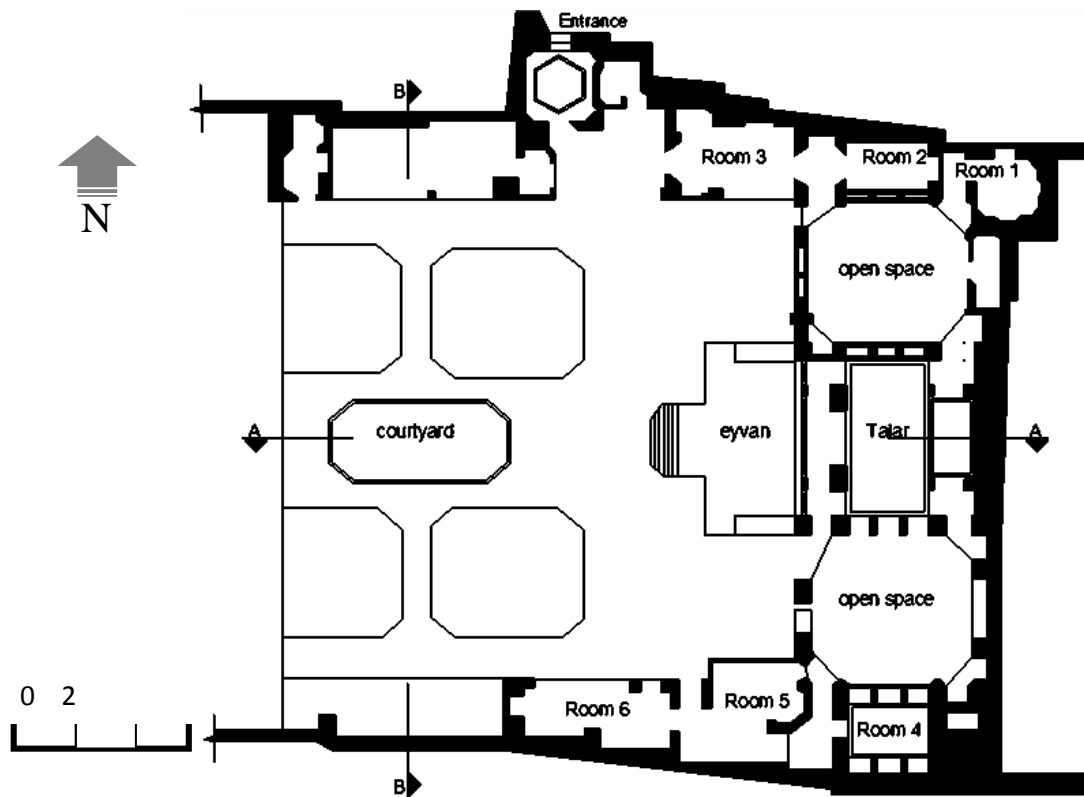 Entrance
B
Room 3
Room 2
Room 1
N
open space
A
courtyard
eyvan
Talar
A
open space
0 2
Room 5
Room 6
Room 4
B